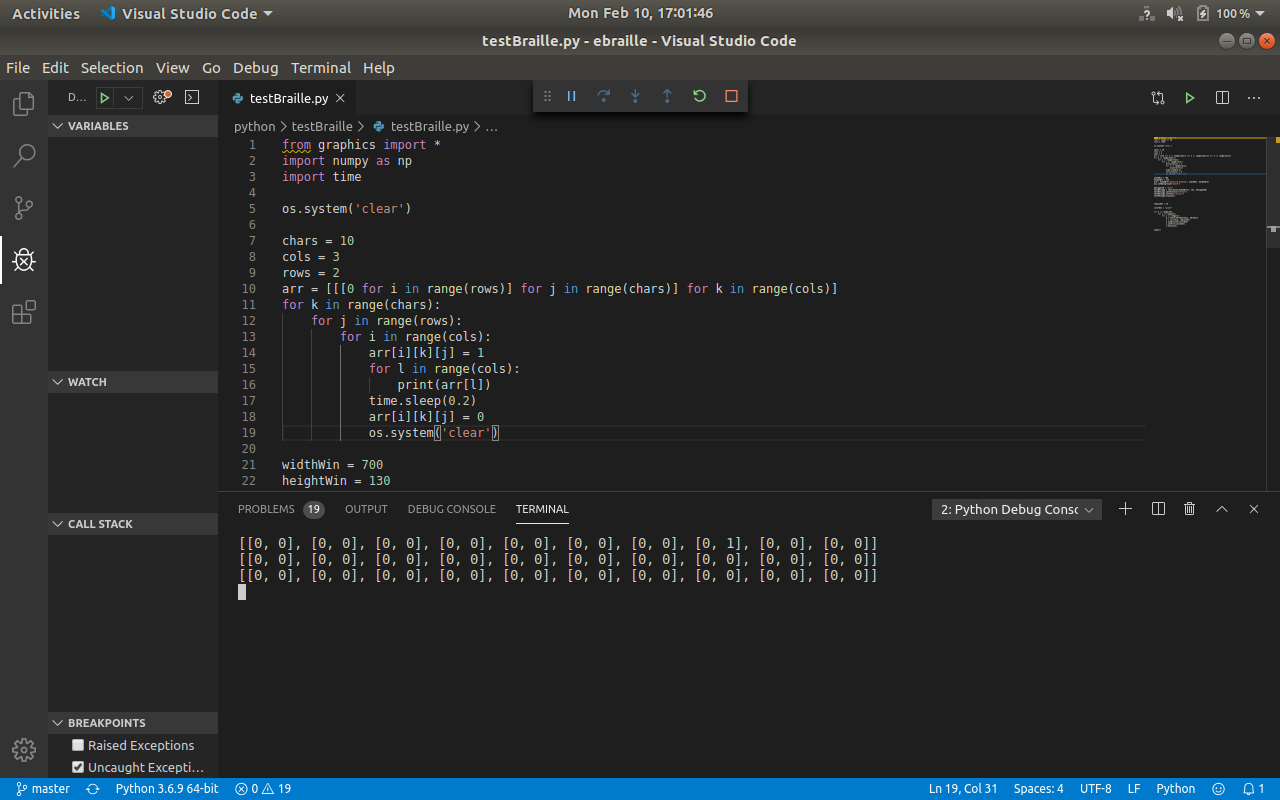 Activities Visual Studio Code Mon Feb 10, 17:01:46 100%
testBraille.py - ebraille - Visual Studio Code
File Edit Selection View Go Debug Terminal Help
D... testBraille.py
VARIABLES
python > testBraille > testBraille.py > ...
1 from graphics import *
2 import numpy as np
3 import time
4
5 os.system('clear')
6
7 chars = 10
8 cols = 3
9 rows = 2
10 arr = [[[0 for i in range(rows)] for j in range(chars)] for k in range(cols)]
11 for k in range(chars):
12 for j in range(rows):
13 for i in range(cols):
14 arr[i][k][j] = 1
15 for l in range(cols):
16 print(arr[l])
17 time.sleep(0.2)
18 arr[i][k][j] = 0
19 os.system('clear')
20
21 widthWin = 700
22 heightWin = 130
WATCH
CALL STACK
BREAKPOINTS
Raised Exceptions
Uncaught Excepti...
PROBLEMS 19 OUTPUT DEBUG CONSOLE TERMINAL 2: Python Debug Consc
[[0, 0], [0, 0], [0, 0], [0, 0], [0, 0], [0, 0], [0, 0], [0, 1], [0, 0], [0, 0]]
[[0, 0], [0, 0], [0, 0], [0, 0], [0, 0], [0, 0], [0, 0], [0, 0], [0, 0], [0, 0]]
[[0, 0], [0, 0], [0, 0], [0, 0], [0, 0], [0, 0], [0, 0], [0, 0], [0, 0], [0, 0]]
master Python 3.6.9 64-bit 0 19 Ln 19, Col 31 Spaces: 4 UTF-8 LF Python 1